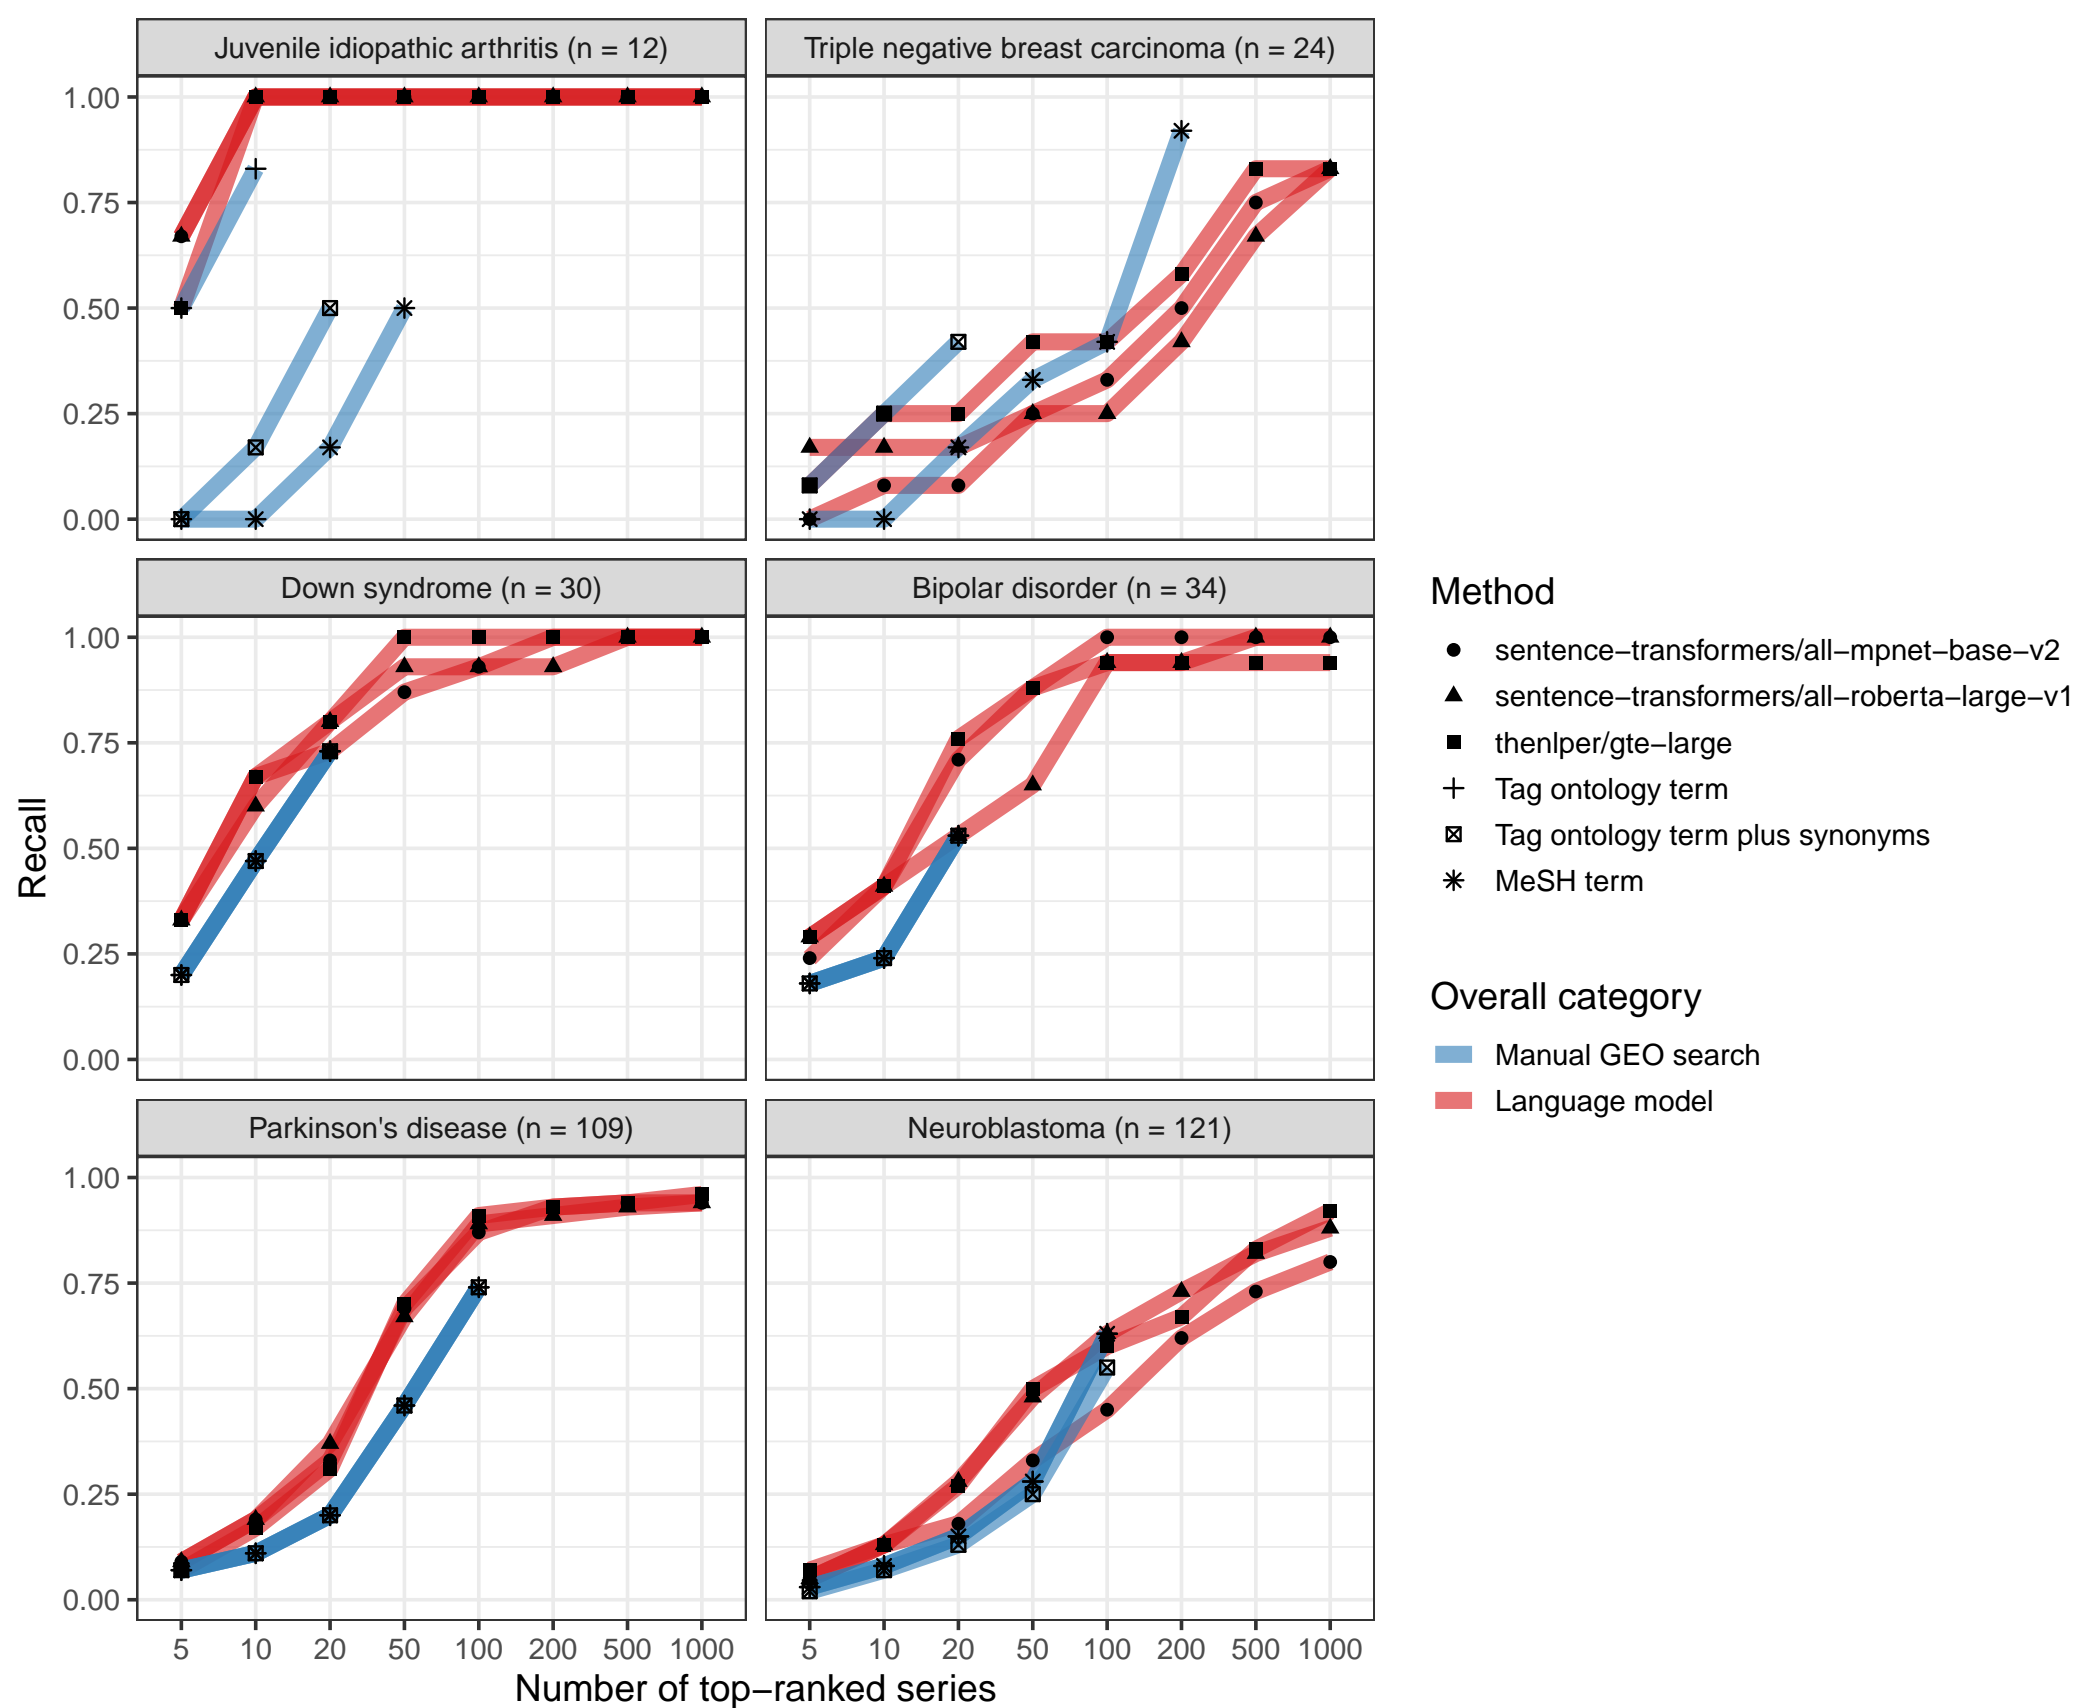 Juvenile idiopathic arthritis (n = 12)
Triple negative breast carcinoma (n = 24)
1.00
0.75
0.50
0.25
0.00
Down syndrome (n = 30)
Bipolar disorder (n = 34)
1.00
0.75
0.50
0.25
0.00
Parkinson's disease (n = 109)
Neuroblastoma (n = 121)
1.00
0.75
0.50
0.25
0.00
5 10 20 50 100 200 500 1000
5 10 20 50 100 200 500 1000
Number of top−ranked series
Recall
Method
sentence−transformers/all−mpnet−base−v2
sentence−transformers/all−roberta−large−v1
thenlper/gte−large
Tag ontology term
Tag ontology term plus synonyms
MeSH term
Overall category
Manual GEO search
Language model